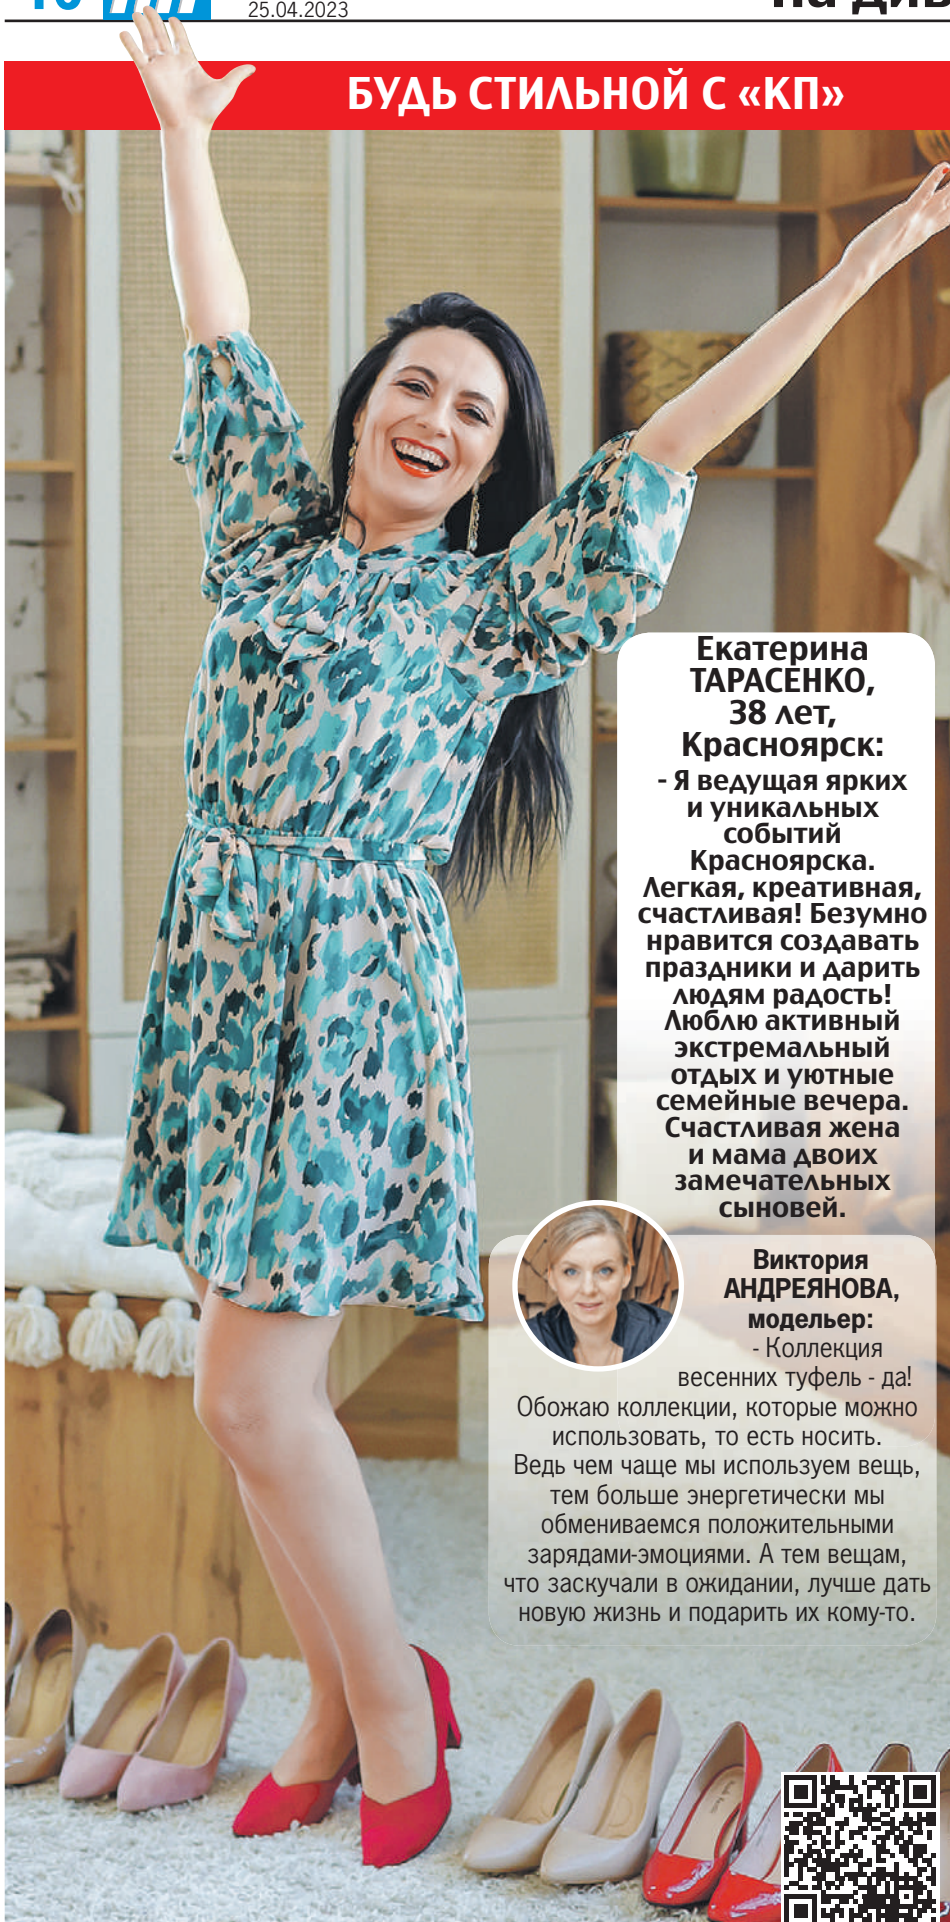 25.04.2023
БУДЬ СТИЛЬНОЙ С «КП»
Екатерина
ТАРАСЕНКО,
38 лет,
Красноярск:
- Я ведущая ярких
и уникальных
событий
Красноярска.
Легкая, креативная,
счастливая! Безумно
нравится создавать
праздники и дарить
людям радость!
Люблю активный
экстремальный
отдых и уютные
семейные вечера.
Счастливая жена
и мама двоих
замечательных
сыновей.
Виктория
АНДРЕЯНОВА,
модельер:
- Коллекция
весенних туфель - да!
Обожаю коллекции, которые можно
использовать, то есть носить.
Ведь чем чаще мы используем вещь,
тем больше энергетически мы
обмениваемся положительными
зарядами-эмоциями. А тем вещам,
что заскучали в ожидании, лучше дать
новую жизнь и подарить их кому-то.